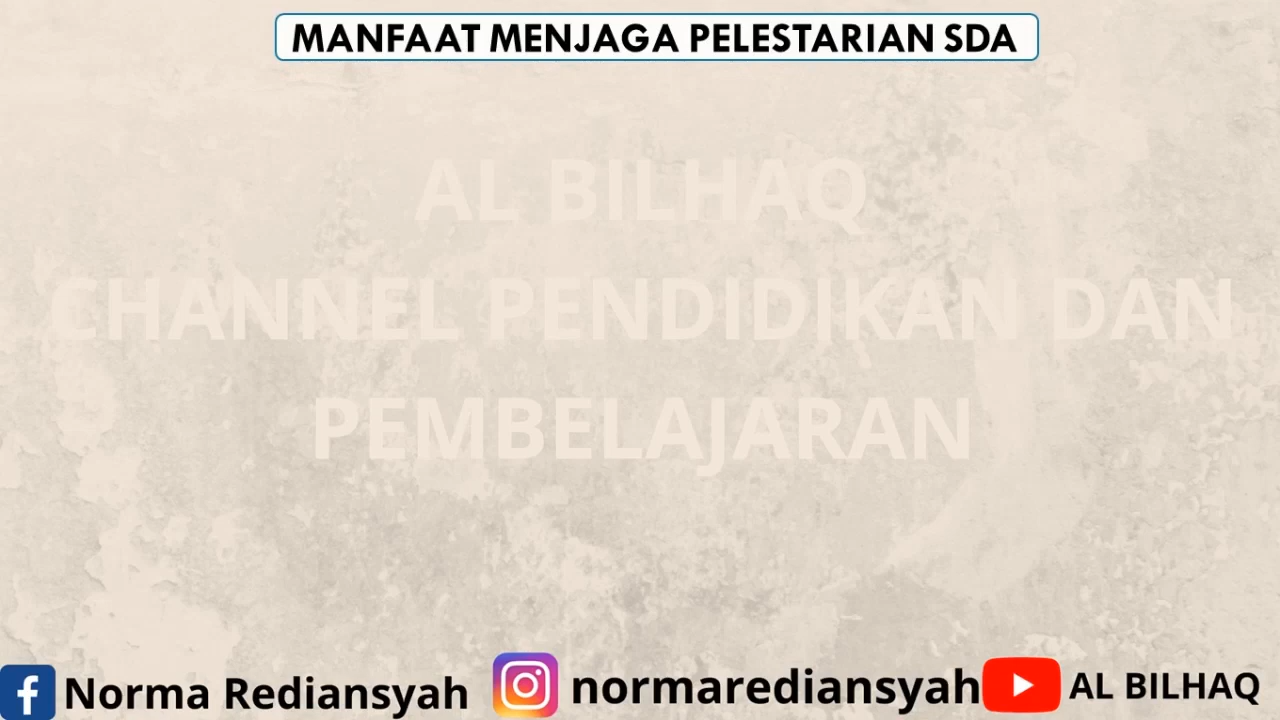 MANFAAT MENJAGA PELESTARIAN SDA
AL BILHAQ
CHANNEL PENDIDIKAN DAN
PEMBELAJARAN
Norma Rediansyah
normarediansyah
AL BILHAQ